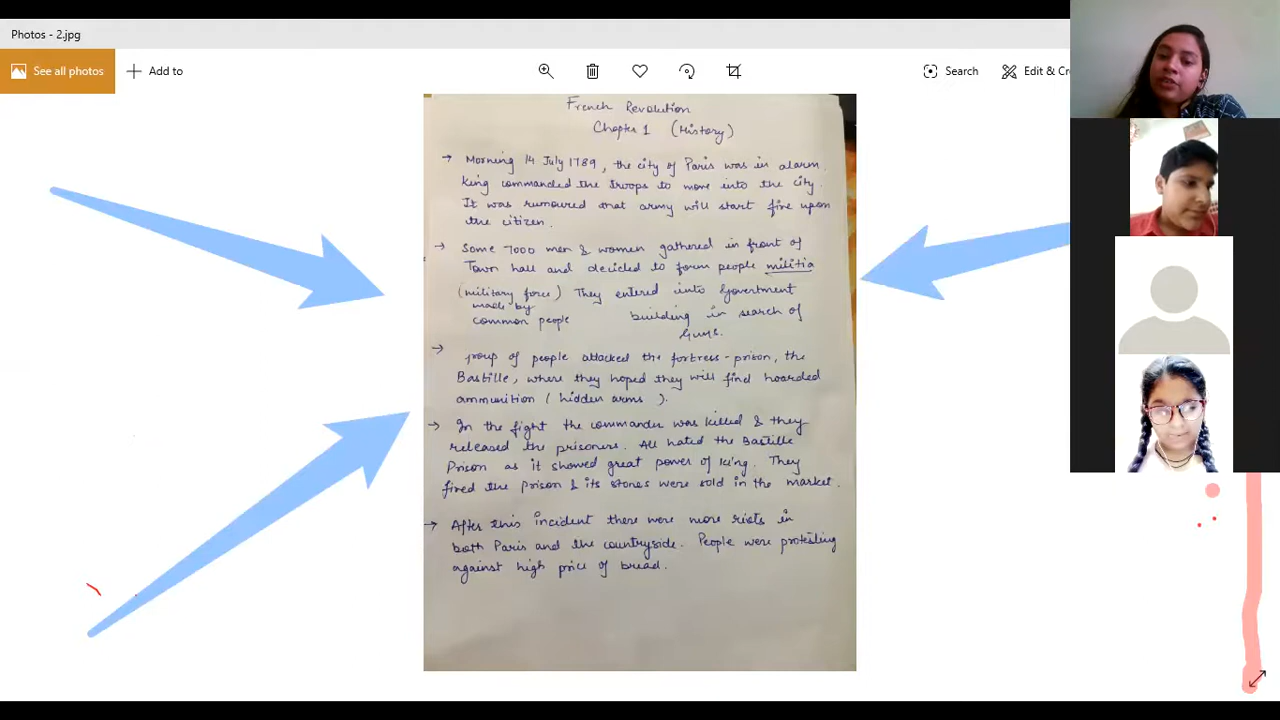 Photos - 2.jpg
See all photos
Add to
Search
Edit & Cr
French Revolution
Chapter 1 (History)
→ Morning 14 July 1789, the city of Paris was in alarm.
King commanded the troops to move into the city.
It was rumoured that army will start fire upon
the citizen.
→ Some 7000 men & women gathered in front of
Town hall and decided to form people militia
(military force) They entered into Government
made by building in search of
common people Guns.
→ group of people attacked the fortress-prison, the
Bastille, where they hoped they will find hoarded
ammunition (hidden arms ).
→ In the fight the commander was killed & they
released the prisoners. All hated the Bastille
Prison as it showed great power of King. They
fired the prison & its stones were sold in the market.
→ After this incident there were more riots in
both Paris and the countryside. People were protesting
against high price of bread.